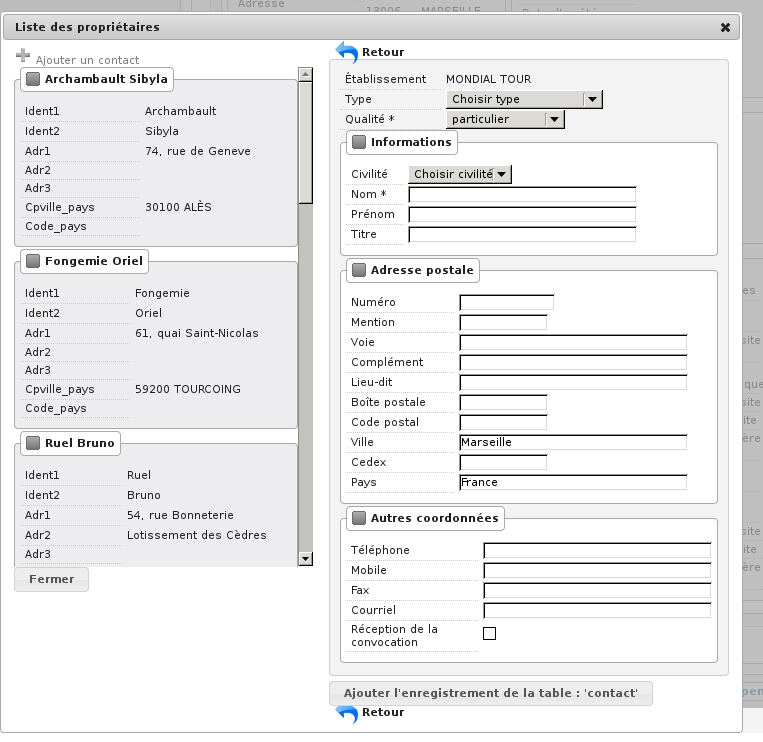 Adresse
13006 MARSEILLE
Liste des propriétaires
Ajouter un contact
Archambault Sibyla
Ident1 Archambault
Ident2 Sibyla
Adr1 74, rue de Geneve
Adr2
Adr3
Cpville_pays 30100 ALÈS
Code_pays
Fongemie Oriel
Ident1 Fongemie
Ident2 Oriel
Adr1 61, quai Saint-Nicolas
Adr2
Adr3
Cpville_pays 59200 TOURCOING
Code_pays
Ruel Bruno
Ident1 Ruel
Ident2 Bruno
Adr1 54, rue Bonneterie
Adr2 Lotissement des Cèdres
Adr3
Fermer
Retour
Établissement MONDIAL TOUR
Type Choisir type
Qualité * particulier
Informations
Civilité Choisir civilité
Nom *
Prénom
Titre
Adresse postale
Numéro
Mention
Voie
Complément
Lieu-dit
Boîte postale
Code postal
Ville Marseille
Cedex
Pays France
Autres coordonnées
Téléphone
Mobile
Fax
Courriel
Réception de la
convocation
Ajouter l'enregistrement de la table : 'contact'
Retour